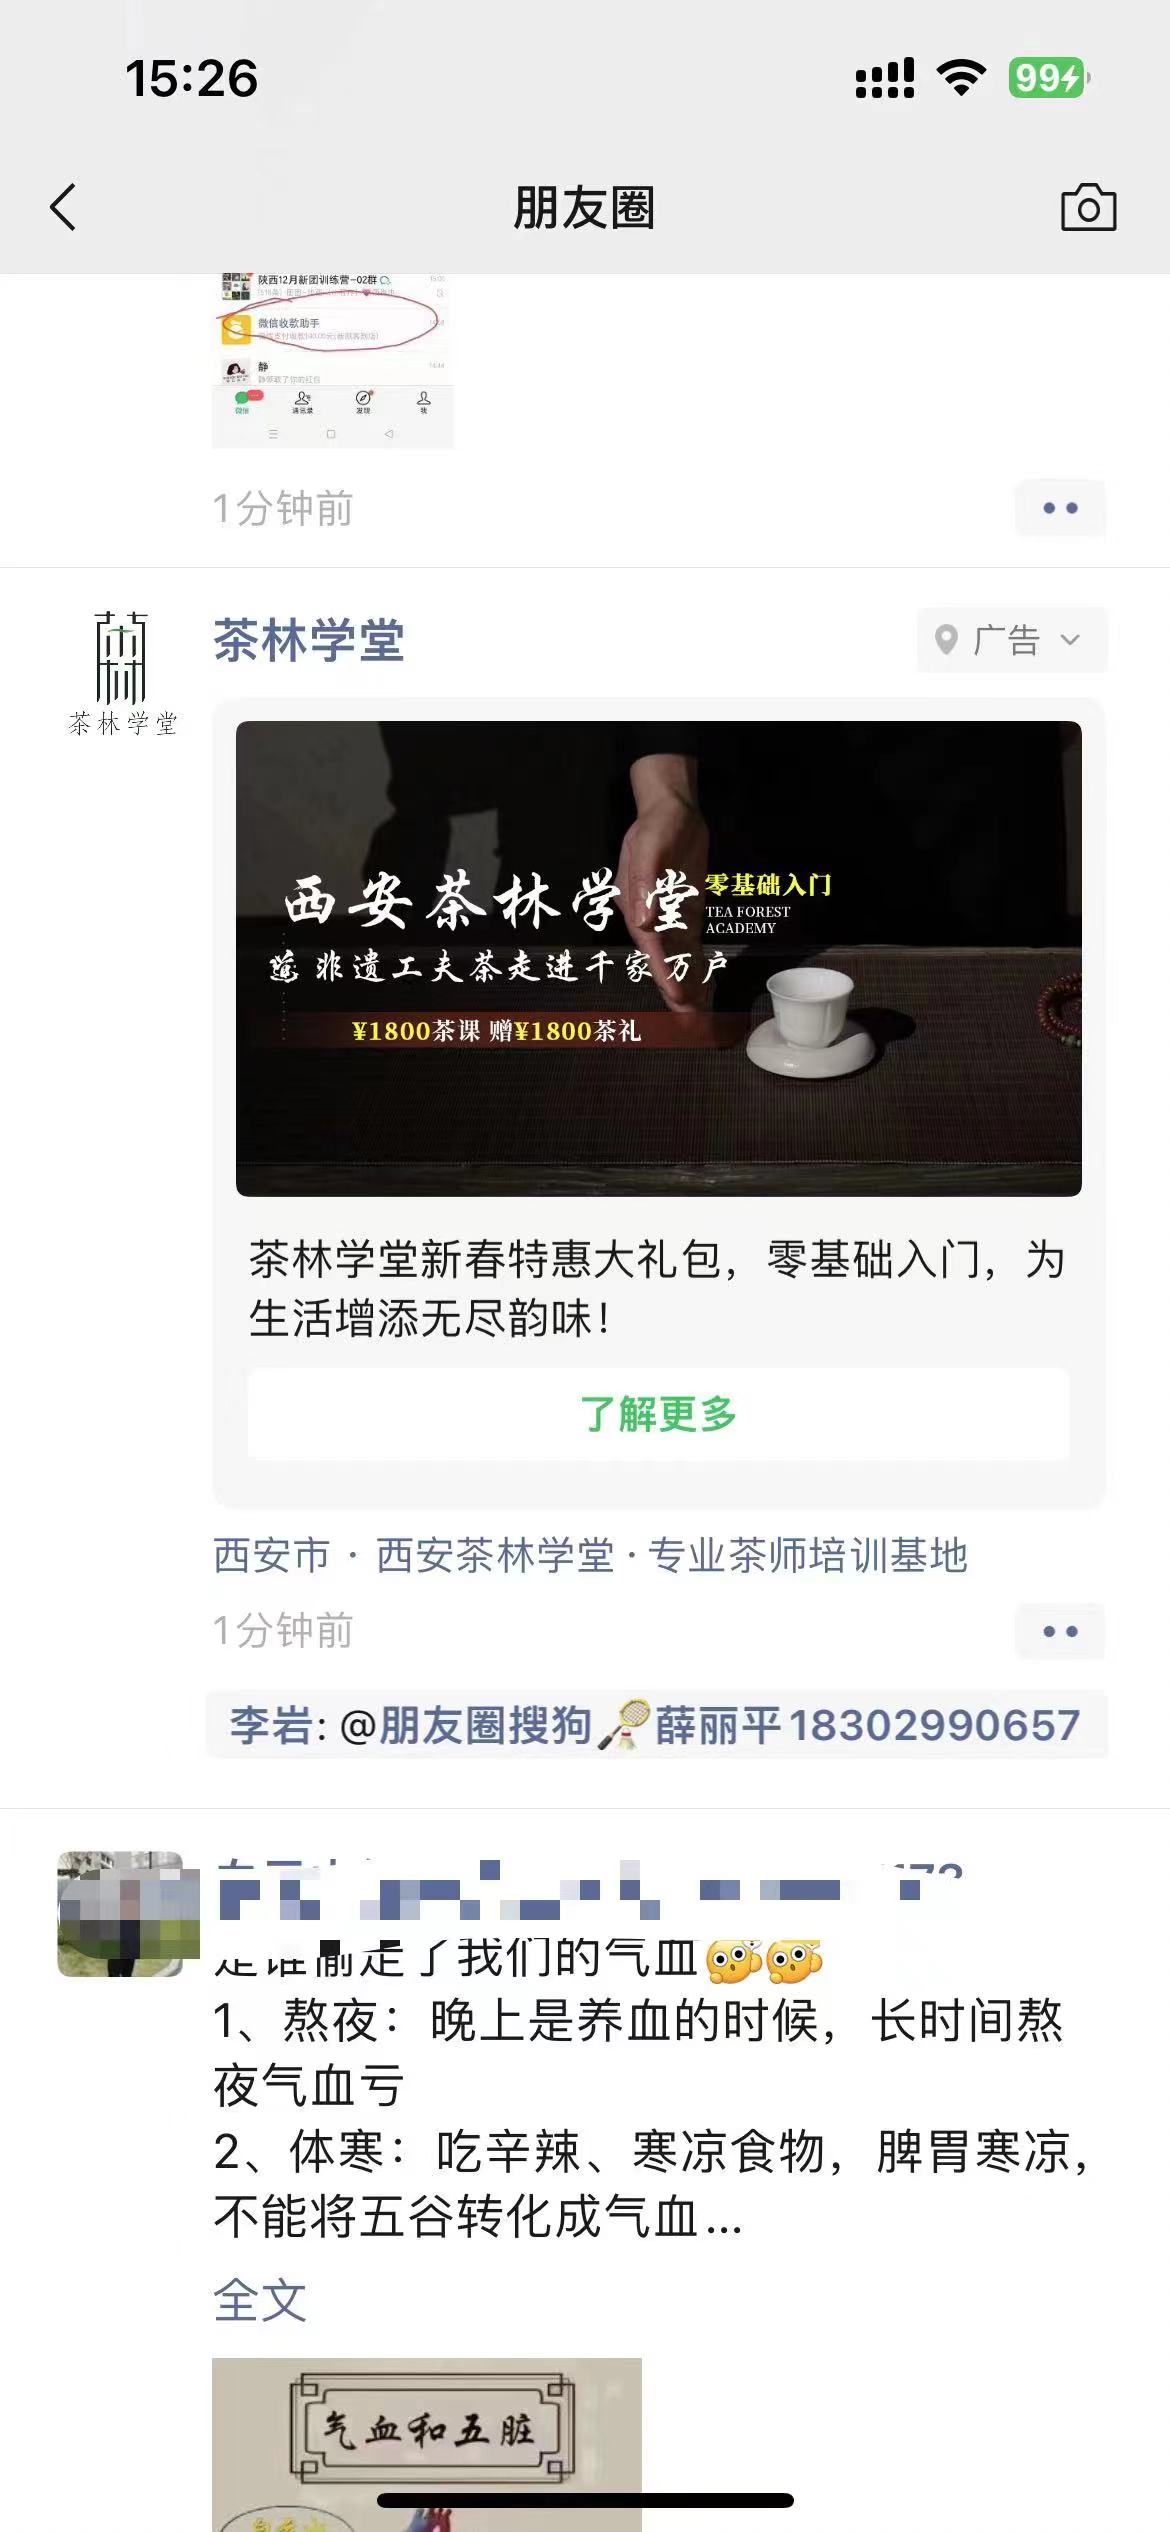 15:26
99
朋友圈
陕西12月新团训练营-02群
微信收款助手
静
静领取了你的红包
微信
通讯录
发现
我
1分钟前
茶林学堂
广告
茶林学堂
西安茶林学堂
零基础入门
TEA FOREST
ACADEMY
非遗工夫茶走进千家万户
¥1800茶课 赠¥1800茶礼
茶林学堂新春特惠大礼包，零基础入门，为
生活增添无尽韵味！
了解更多
西安市 · 西安茶林学堂·专业茶师培训基地
1分钟前
李岩: @朋友圈搜狗🏸薛丽平18302990657
是谁偷走了我们的气血
1、熬夜：晚上是养血的时候，长时间熬
夜气血亏
2、体寒：吃辛辣、寒凉食物，脾胃寒凉，
不能将五谷转化成气血...
全文
气血和五脏